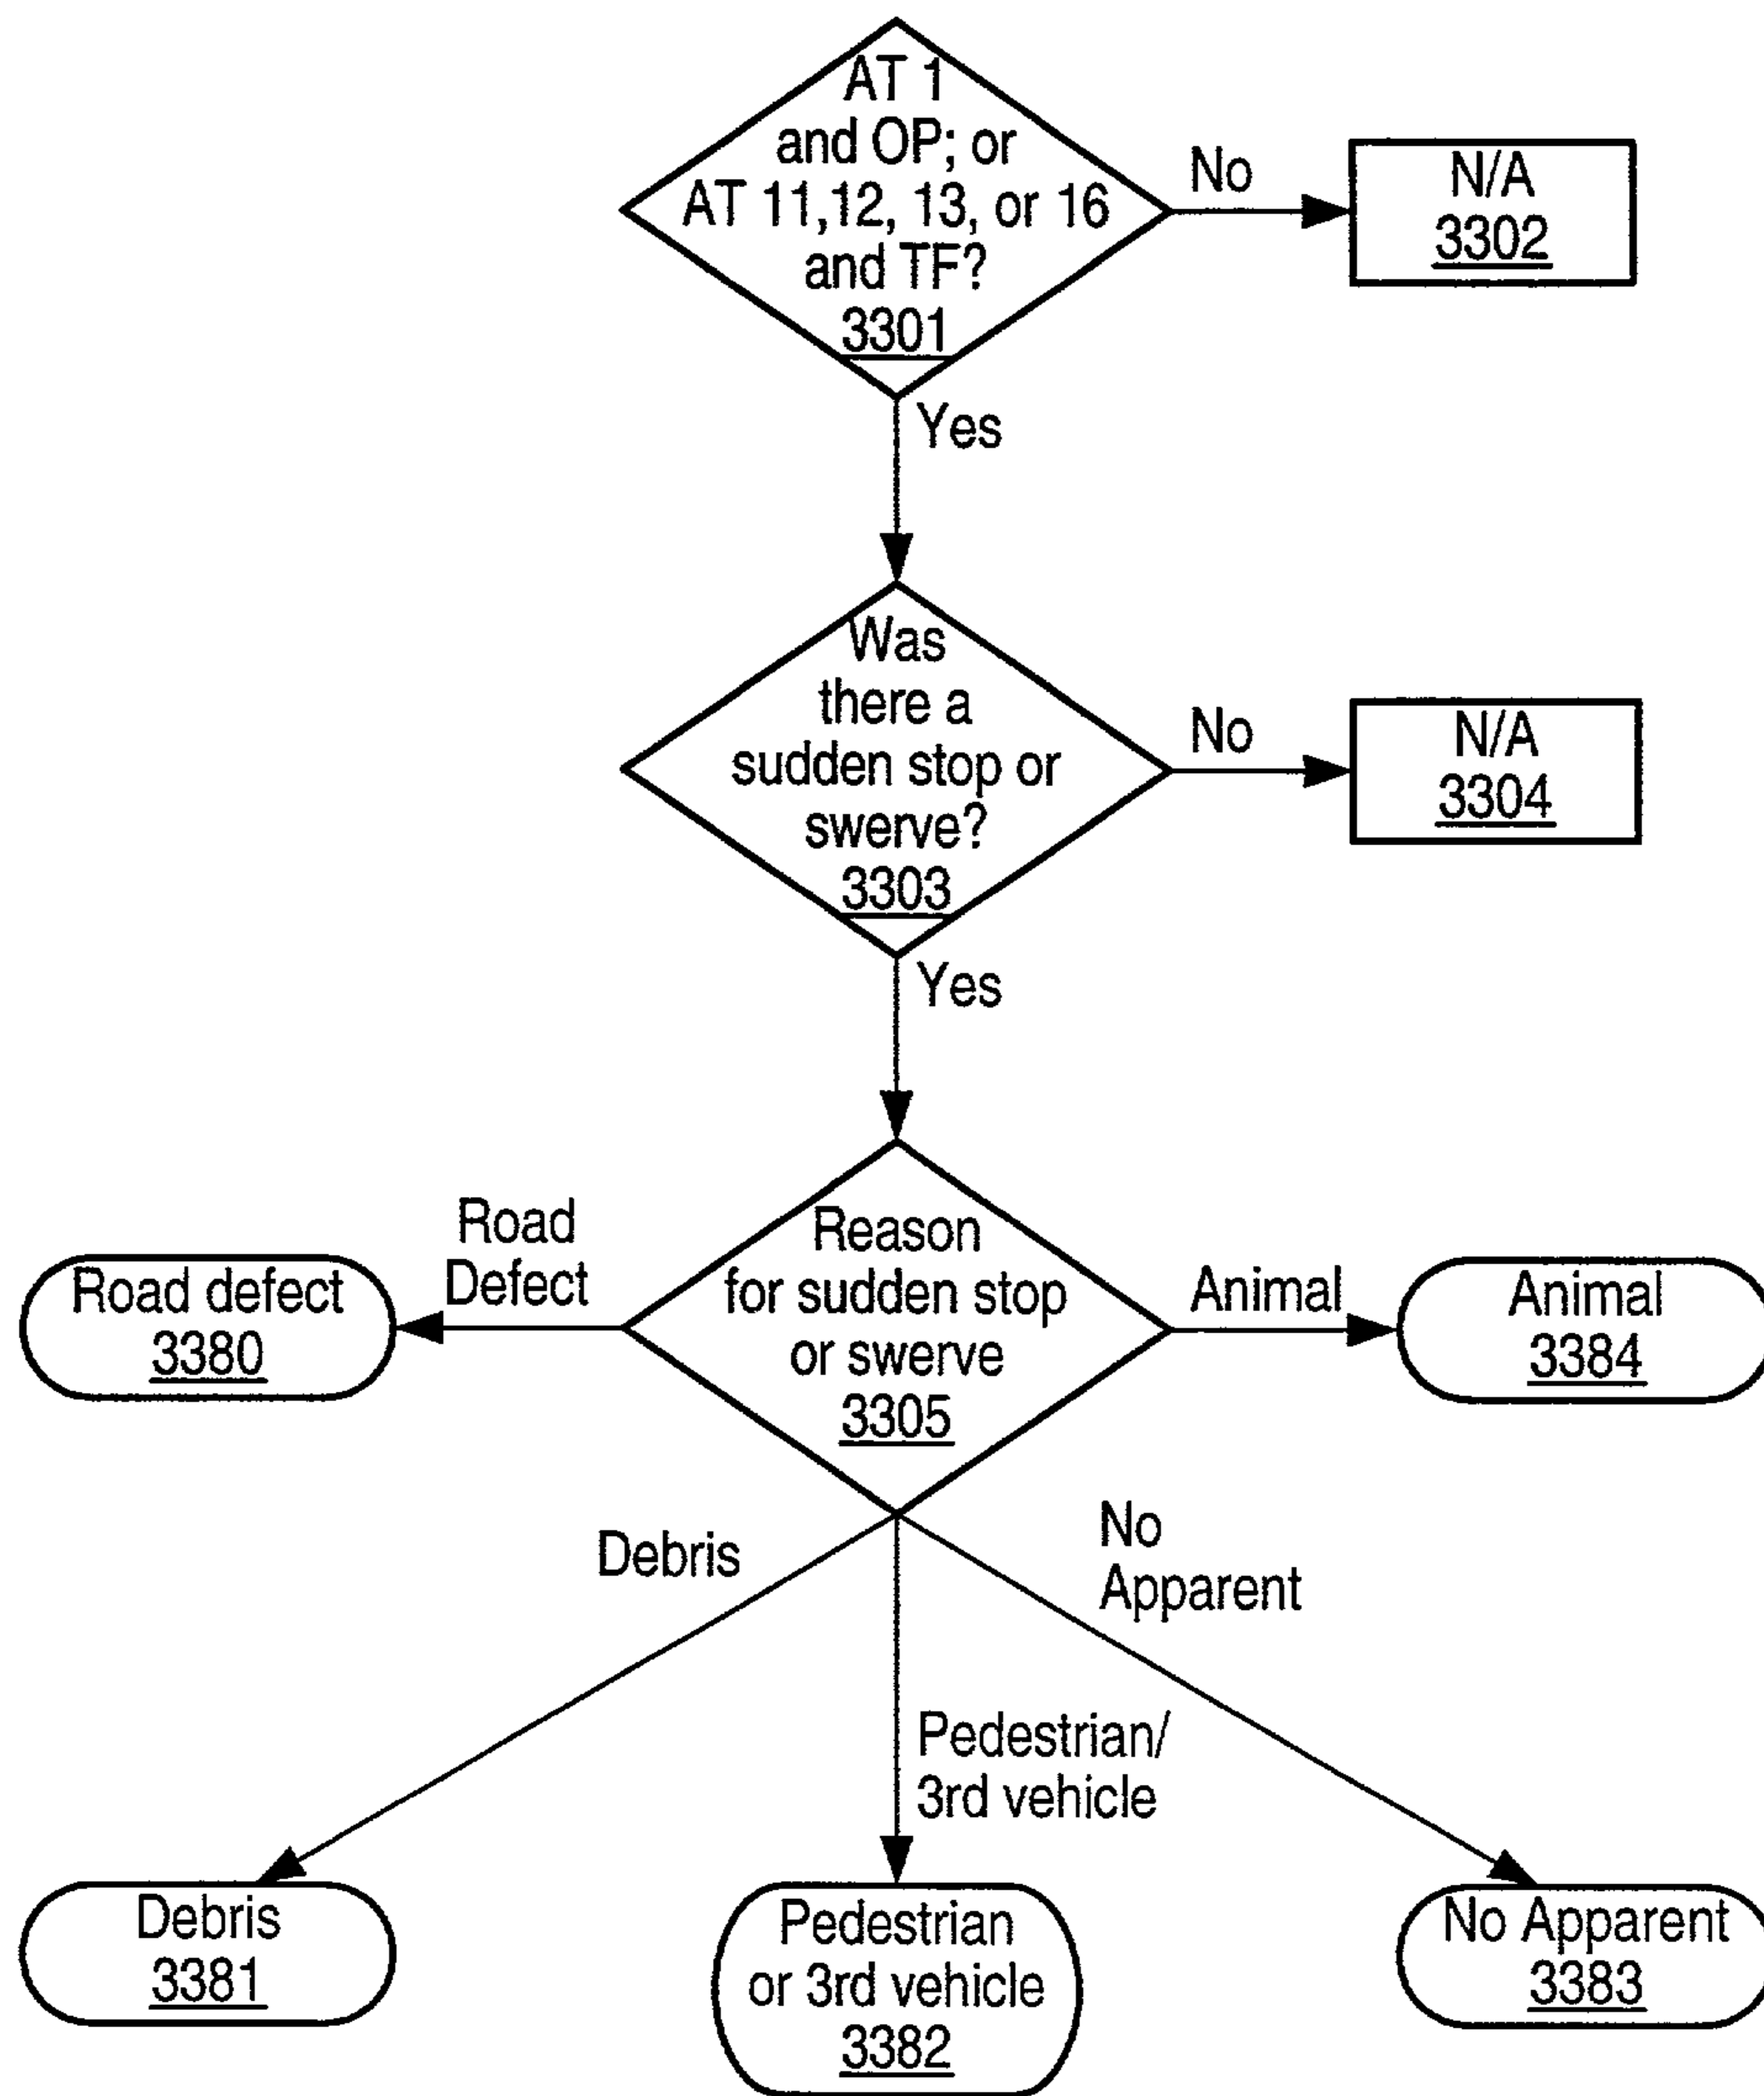 AT 1
and OP; or
AT 11,12, 13, or 16
and TF?
3301
No
N/A
3302
Yes
Was
there a
sudden stop or
swerve?
3303
No
N/A
3304
Yes
Reason
for sudden stop
or swerve
3305
Road
Defect
Road defect
3380
Animal
Animal
3384
Debris
No
Apparent
Pedestrian/
3rd vehicle
Debris
3381
Pedestrian
or 3rd vehicle
3382
No Apparent
3383